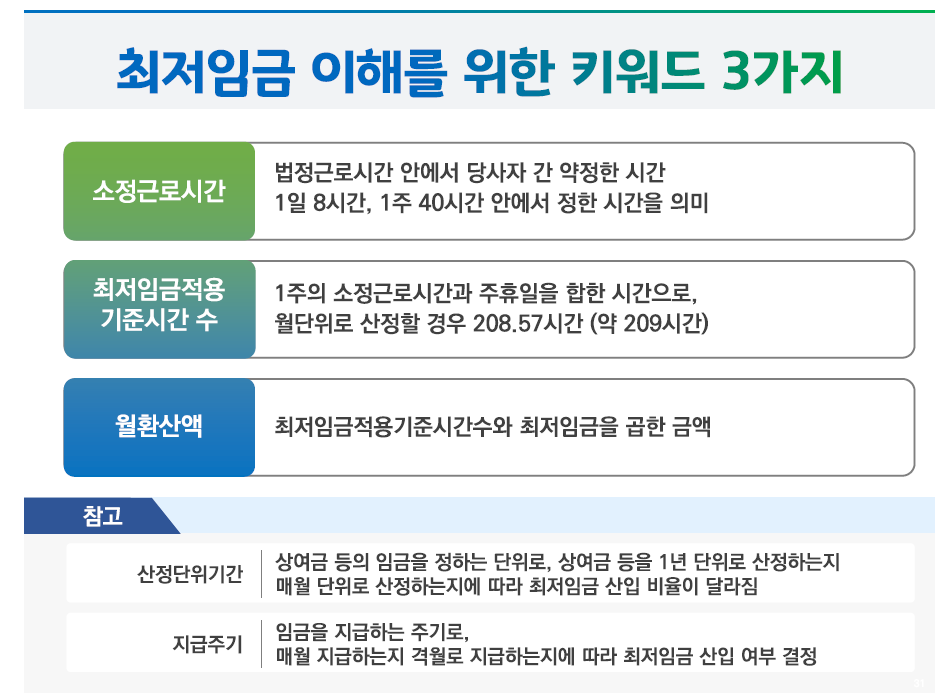 최저임금 이해를 위한 키워드 3가지
소정근로시간
법정근로시간 안에서 당사자 간 약정한 시간
1일 8시간, 1주 40시간 안에서 정한 시간을 의미
최저임금적용
기준시간 수
1주의 소정근로시간과 주휴일을 합한 시간으로,
월단위로 산정할 경우 208.57시간 (약 209시간)
월환산액
최저임금적용기준시간수와 최저임금을 곱한 금액
참고
산정단위기간
상여금 등의 임금을 정하는 단위로, 상여금 등을 1년 단위로 산정하는지
매월 단위로 산정하는지에 따라 최저임금 산입 비율이 달라짐
지급주기
임금을 지급하는 주기로,
매월 지급하는지 격월로 지급하는지에 따라 최저임금 산입 여부 결정